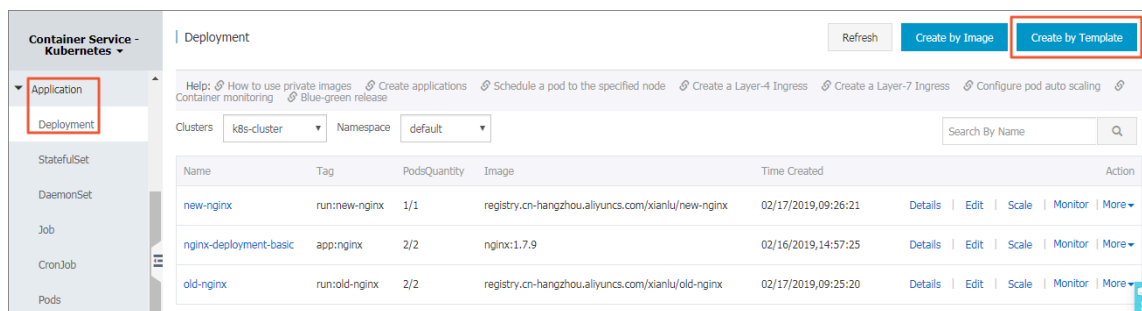 Container Service -
Kubernetes
Deployment
Refresh
Create by Image
Create by Template
Application
Deployment
StatefulSet
DaemonSet
Job
CronJob
Pods
Help: How to use private images Create applications Schedule a pod to the specified node Create a Layer-4 Ingress Create a Layer-7 Ingress Configure pod auto scaling
Container monitoring Blue-green release
Clusters k8s-cluster Namespace default Search By Name
Name Tag PodsQuantity Image Time Created Action
new-nginx run:new-nginx 1/1 registry.cn-hangzhou.aliyuncs.com/xianlu/new-nginx 02/17/2019,09:26:21 Details | Edit | Scale | Monitor | More
nginx-deployment-basic app:nginx 2/2 nginx:1.7.9 02/16/2019,14:57:25 Details | Edit | Scale | Monitor | More
old-nginx run:old-nginx 2/2 registry.cn-hangzhou.aliyuncs.com/xianlu/old-nginx 02/17/2019,09:25:20 Details | Edit | Scale | Monitor | More